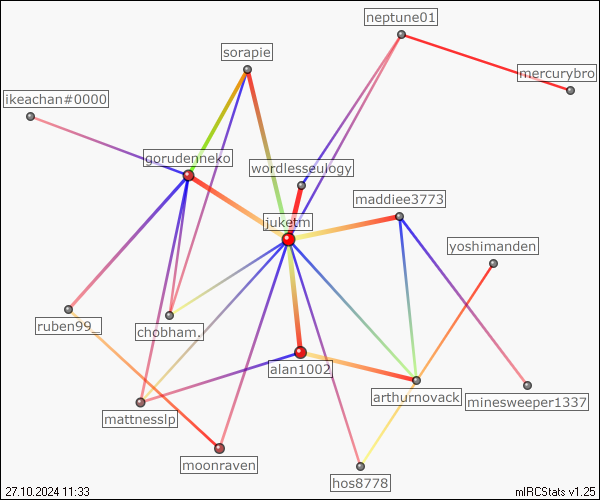 neptune01
sorapie
mercurybro
ikeachan#0000
gorudenneko
wordlesseulogy
maddiee3773
juketm
yoshimanden
ruben99_
chobham.
alan1002
arthurnovack
minesweeper1337
mattnesslp
moonraven
hos8778
27.10.2024 11:33
mIRCStats v1.25